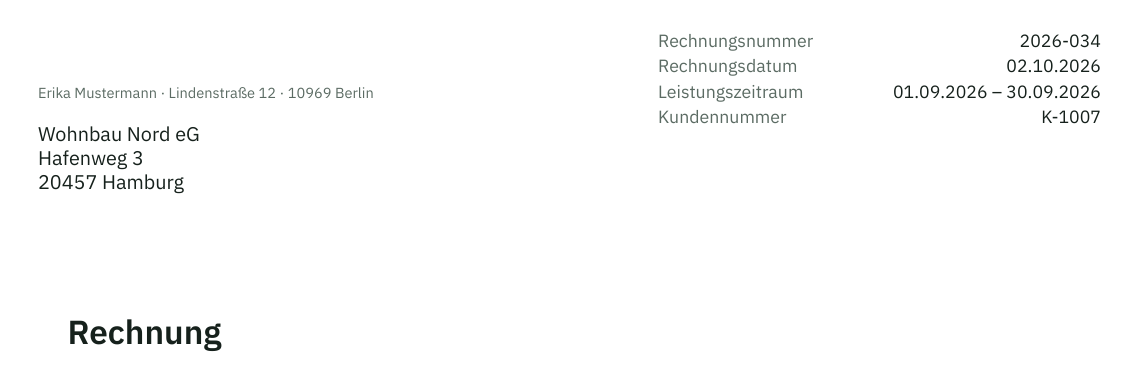 Rechnungsnummer 2026-034
Rechnungsdatum 02.10.2026
Erika Mustermann · Lindenstraße 12 · 10969 Berlin
Leistungszeitraum 01.09.2026 – 30.09.2026
Kundennummer K-1007
Wohnbau Nord eG
Hafenweg 3
20457 Hamburg
Rechnung